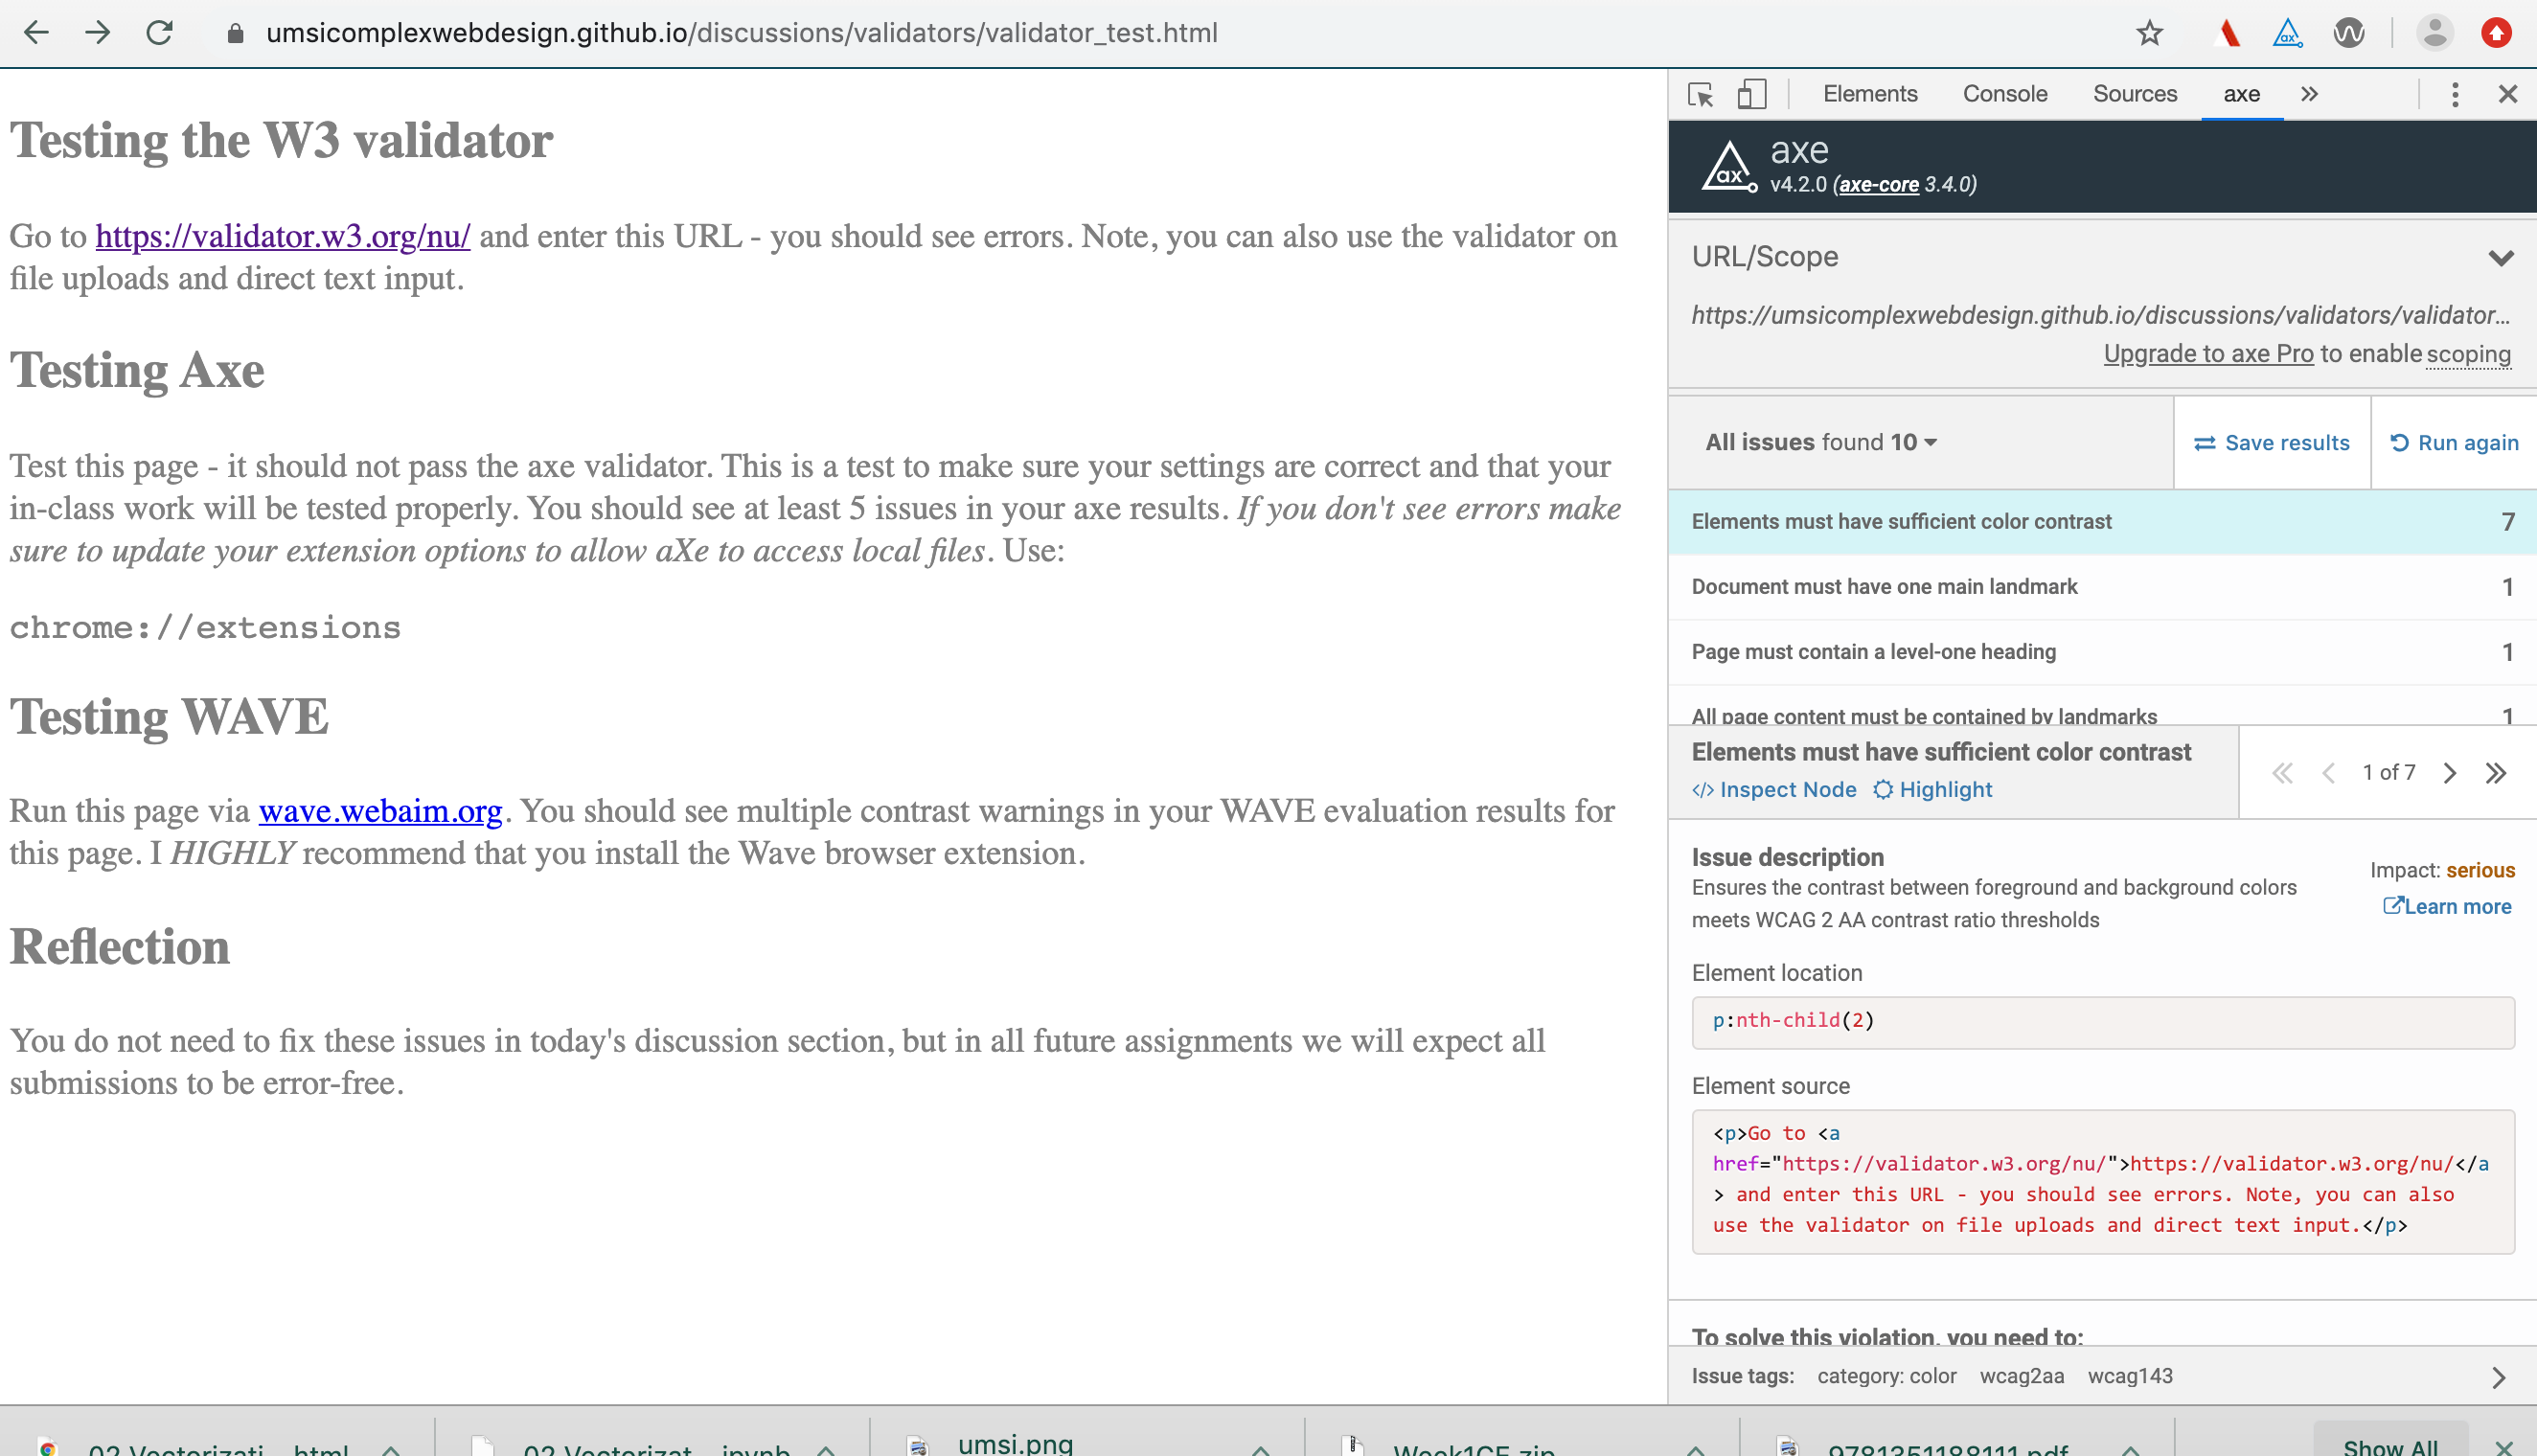 umsicomplexwebdesign.github.io/discussions/validators/validator_test.html
Testing the W3 validator
Go to https://validator.w3.org/nu/ and enter this URL - you should see errors. Note, you can also use the validator on
file uploads and direct text input.
Testing Axe
Test this page - it should not pass the axe validator. This is a test to make sure your settings are correct and that your
in-class work will be tested properly. You should see at least 5 issues in your axe results. If you don't see errors make
sure to update your extension options to allow aXe to access local files. Use:
chrome://extensions
Testing WAVE
Run this page via wave.webaim.org. You should see multiple contrast warnings in your WAVE evaluation results for
this page. I HIGHLY recommend that you install the Wave browser extension.
Reflection
You do not need to fix these issues in today's discussion section, but in all future assignments we will expect all
submissions to be error-free.
Elements Console Sources axe »
ax
axe
v4.2.0 (axe-core 3.4.0)
URL/Scope
https://umsicomplexwebdesign.github.io/discussions/validators/validator...
Upgrade to axe Pro to enable scoping
All issues found 10
Save results
Run again
Elements must have sufficient color contrast 7
Document must have one main landmark 1
Page must contain a level-one heading 1
All page content must be contained by landmarks 1
Elements must have sufficient color contrast
</> Inspect Node Highlight
1 of 7
Issue description
Ensures the contrast between foreground and background colors
meets WCAG 2 AA contrast ratio thresholds
Impact: serious
Learn more
Element location
p:nth-child(2)
Element source
<p>Go to <a
href="https://validator.w3.org/nu/">https://validator.w3.org/nu/</a
> and enter this URL - you should see errors. Note, you can also
use the validator on file uploads and direct text input.</p>
To solve this violation, you need to:
Issue tags: category: color wcag2aa wcag143
02 Vectorizati....html
02 Vectorizat....ipynb
umsi.png
Week1CE.zip
9781351188111.pdf
Show All